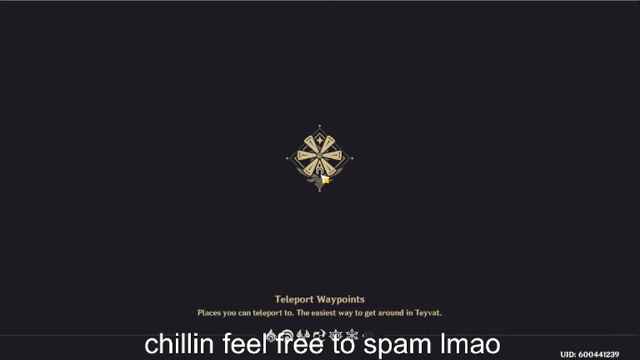 Teleport Waypoints
Places you can teleport to. The easiest way to get around in Teyvat.
chillin feel free to spam lmao
UID: 600441239